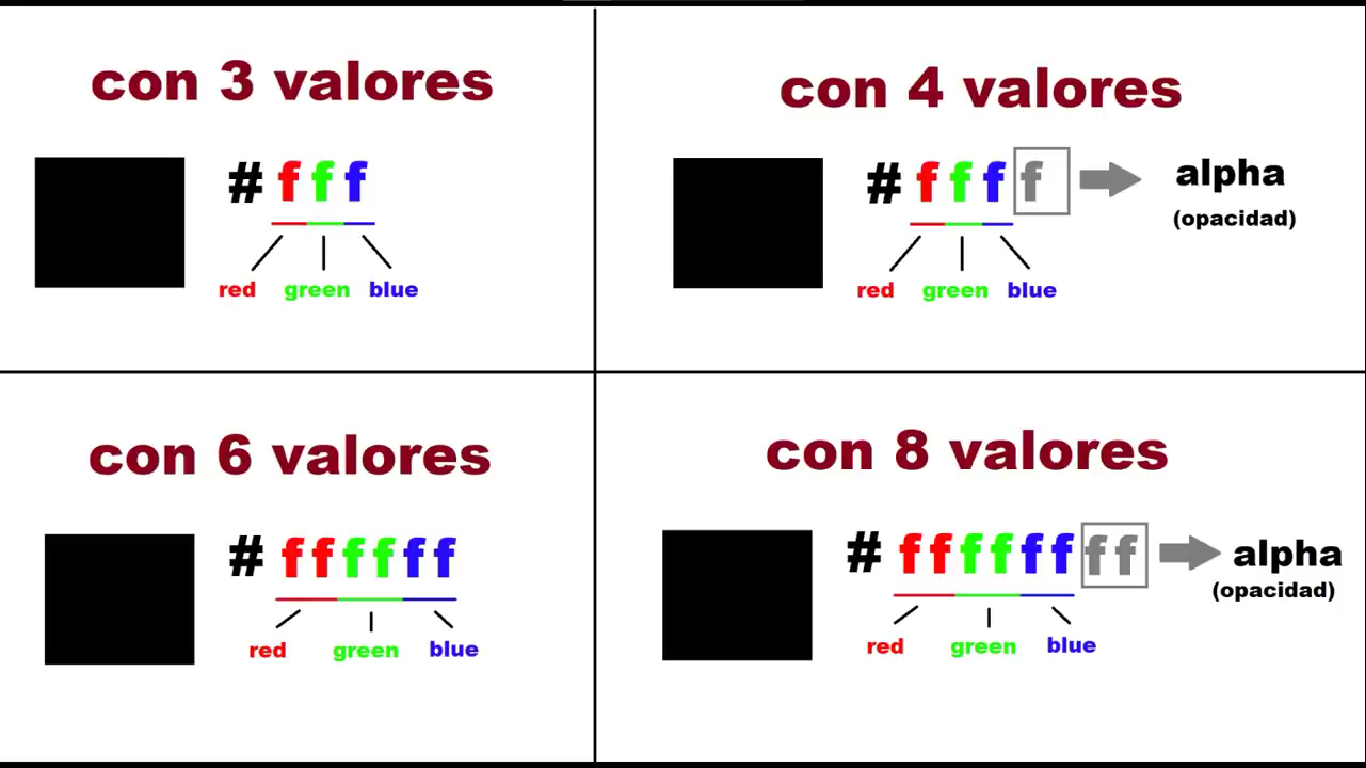 con 3 valores
# f f f
red green blue
con 4 valores
# f f f f alpha
(opacidad)
red green blue
con 6 valores
# f f f f f f
red green blue
con 8 valores
# f f f f f f f f alpha
(opacidad)
red green blue